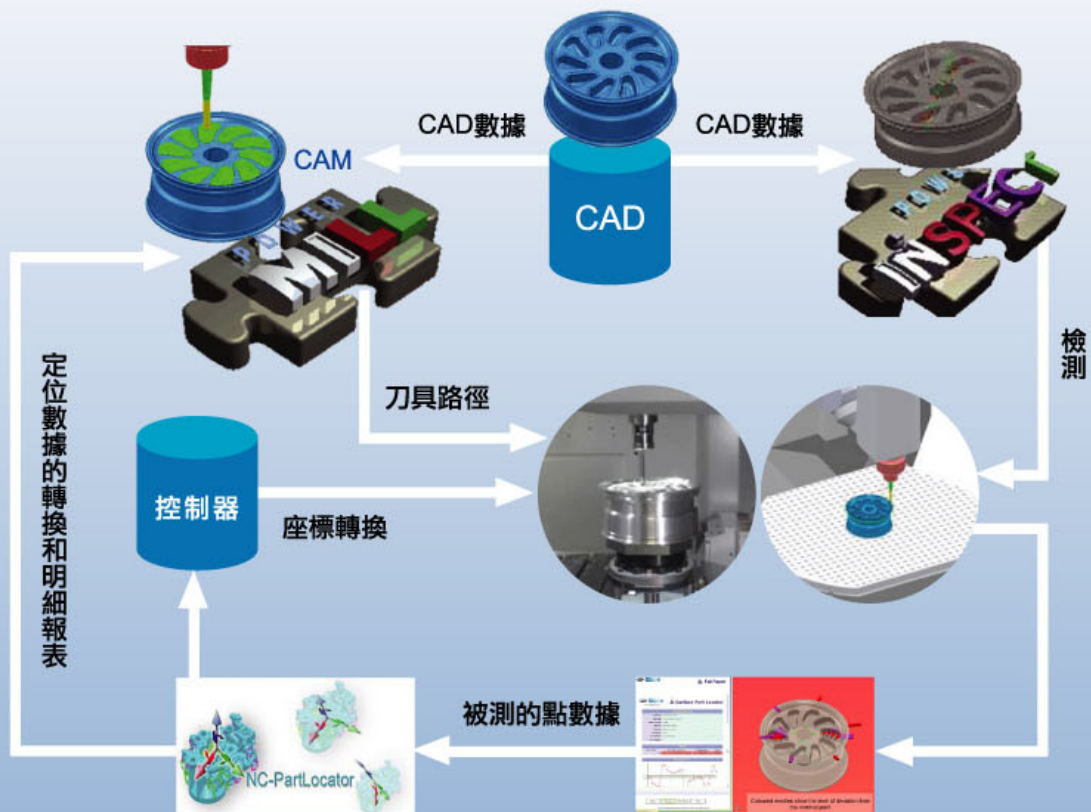 CAD數據
CAD數據
CAM
CAD
POWER
MILL
POWER
INSPECT
定位數據的轉換和明細報表
刀具路徑
檢測
控制器
座標轉換
被測的點數據
NC-PartLocator